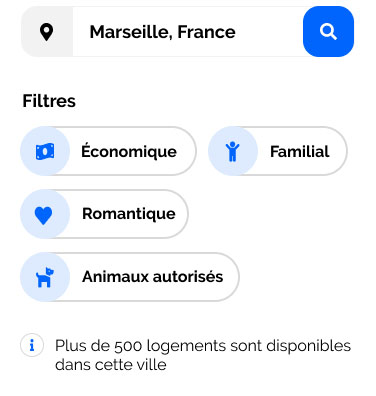 Marseille, France
Filtres
Économique
Familial
Romantique
Animaux autorisés
Plus de 500 logements sont disponibles
dans cette ville